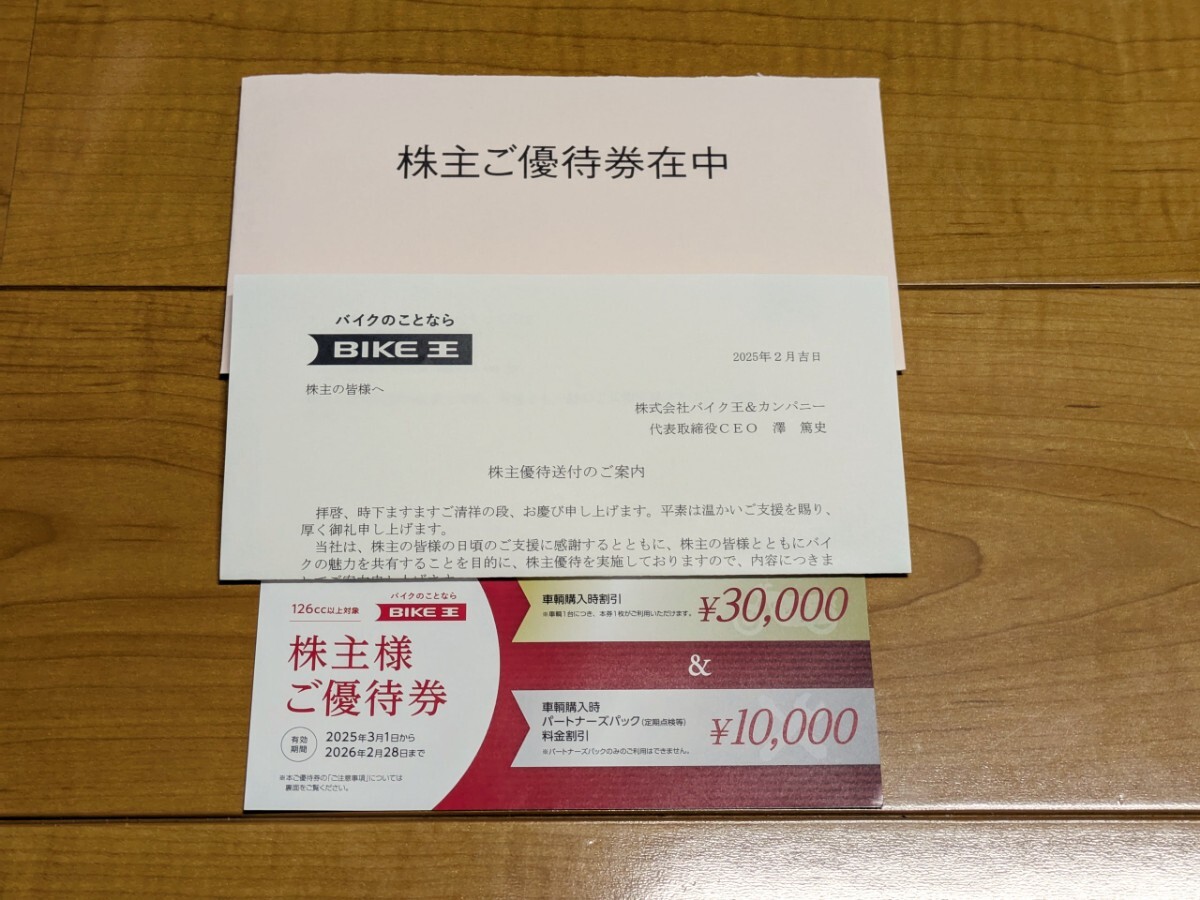 株主ご優待券在中
バイクのことなら
BIKE王
2025年２月吉日
株主の皆様へ
株式会社バイク王＆カンパニー
代表取締役ＣＥＯ　澤　篤史
株主優待送付のご案内
拝啓、時下ますますご清祥の段、お慶び申し上げます。平素は温かいご支援を賜り、
厚く御礼申し上げます。
当社は、株主の皆様の日頃のご支援に感謝するとともに、株主の皆様とともにバイ
クの魅力を共有することを目的に、株主優待を実施しておりますので、内容につきま
126cc以上対象
バイクのことなら
BIKE王
株主様
ご優待券
有効
期間
2025年3月1日から
2026年2月28日まで
※本ご優待券の「ご注意事項」については
裏面をご覧ください。
車輌購入時割引
※車輌1台につき、本券1枚がご利用いただけます。
¥30,000
&
車輌購入時
パートナーズパック(定期点検等)
料金割引
※パートナーズパックのみのご利用はできません。
¥10,000